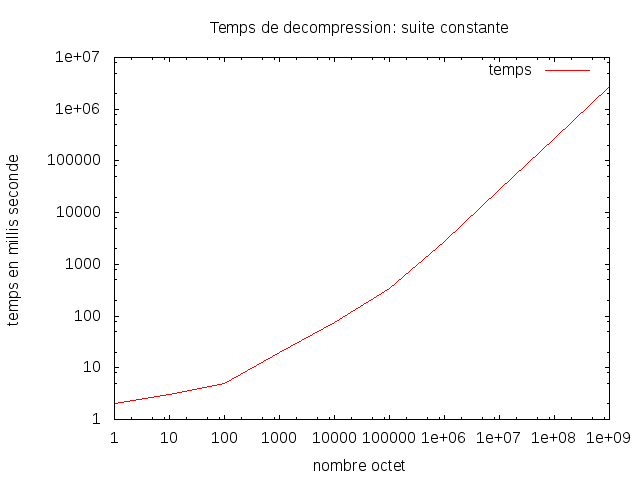 Temps de decompression: suite constante
temps
1e+07
1e+06
100000
10000
1000
100
10
1
temps en millis seconde
1 10 100 1000 10000 100000 1e+06 1e+07 1e+08 1e+09
nombre octet